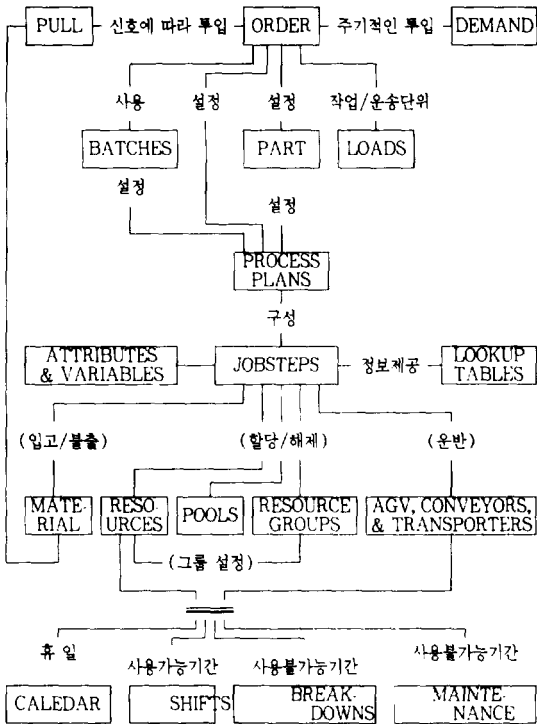 PULL 신호에 따라 투입 ORDER 주기적인 투입 DEMAND
사용 설정 설정 작업/운송단위
BATCHES PART LOADS
설정
설정
PROCESS
PLANS
구성
ATTRIBUTES
& VARIABLES
JOBSTEPS
정보제공
LOOKUP
TABLES
(입고/불출) (할당/해제) (운반)
MATE-
RIAL
RESO-
URCES
POOLS
RESOURCE
GROUPS
AGV, CONVEYORS,
& TRANSPORTERS
(그룹 설정)
휴일 사용가능기간 사용불가능기간 사용불가능기간
CALEDAR
SHIFTS
BREAK-
DOWNS
MAINTE-
NANCE